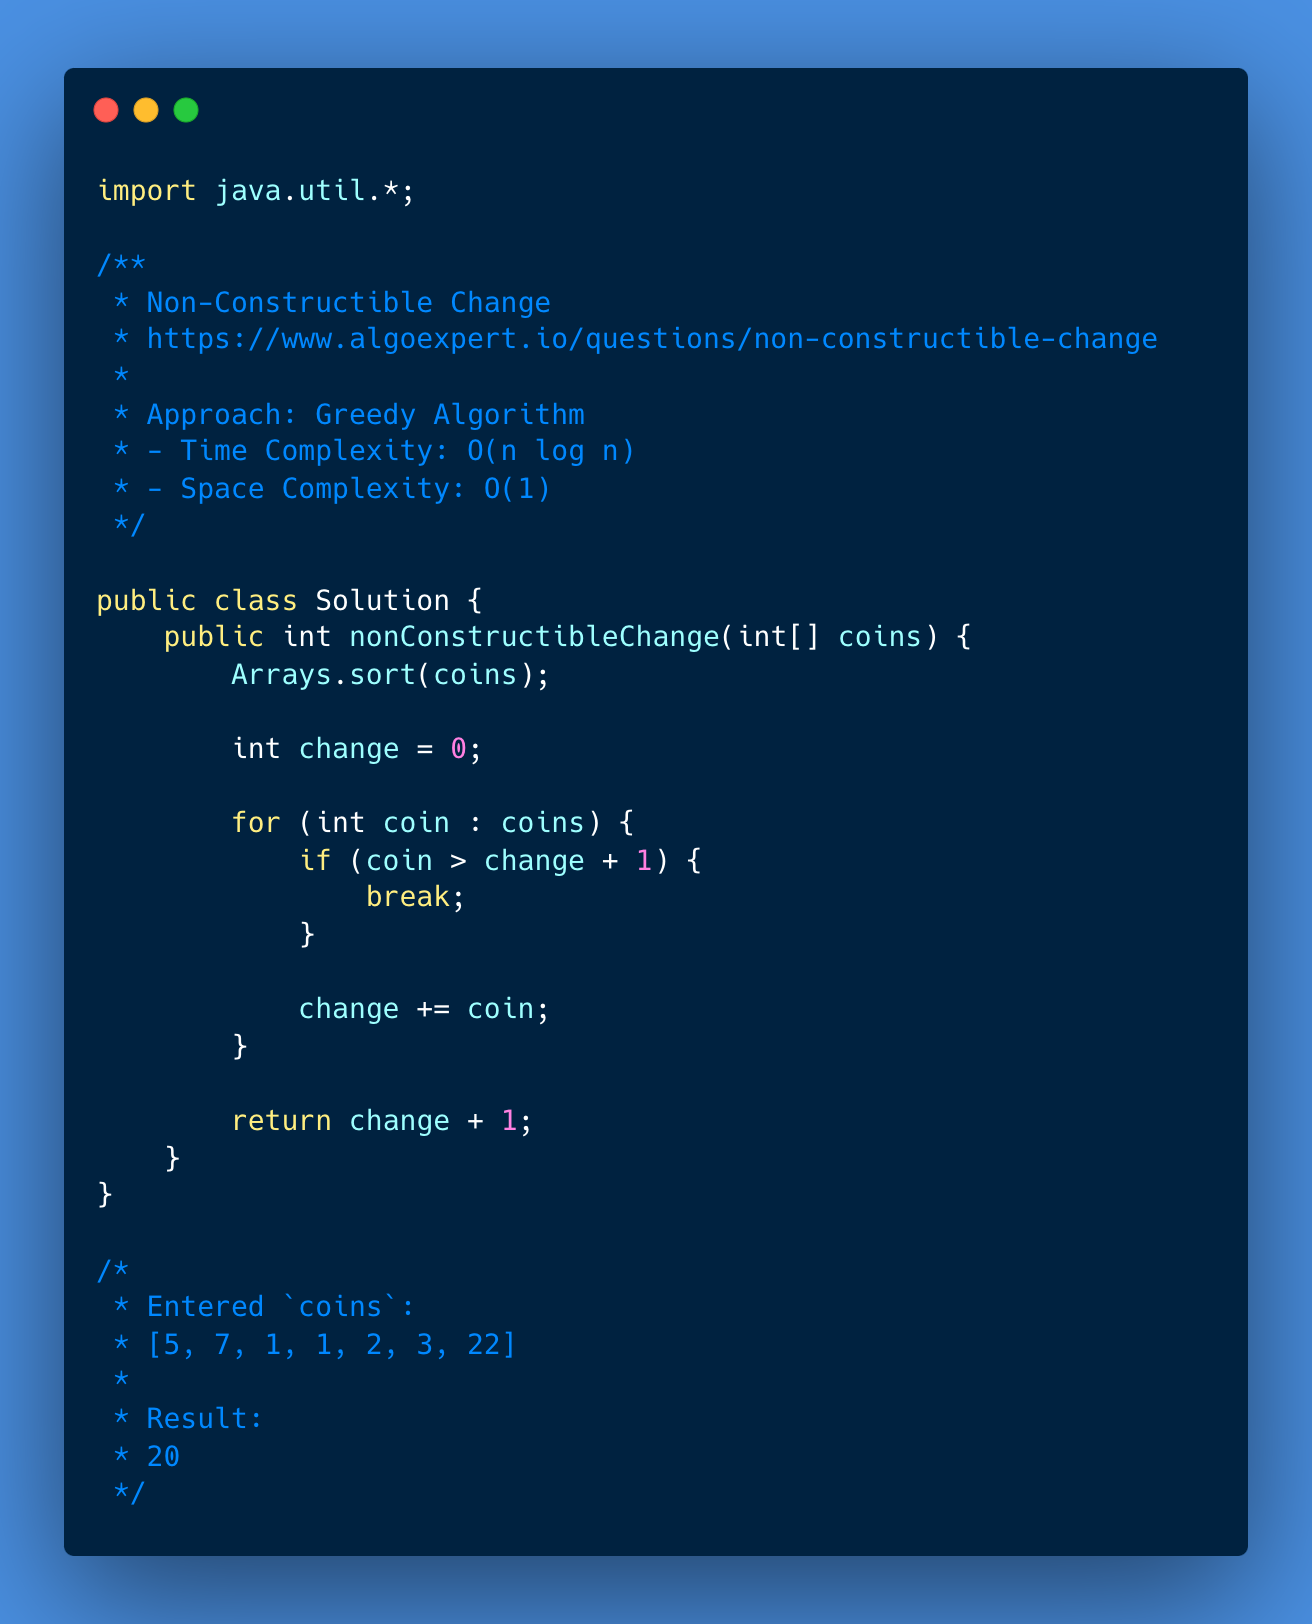 import java.util.*;

/**
 * Non-Constructible Change
 * https://www.algoexpert.io/questions/non-constructible-change
 *
 * Approach: Greedy Algorithm
 * - Time Complexity: O(n log n)
 * - Space Complexity: O(1)
 */

public class Solution {
    public int nonConstructibleChange(int[] coins) {
        Arrays.sort(coins);

        int change = 0;

        for (int coin : coins) {
            if (coin > change + 1) {
                break;
            }

            change += coin;
        }

        return change + 1;
    }
}

/*
 * Entered `coins`:
 * [5, 7, 1, 1, 2, 3, 22]
 *
 * Result:
 * 20
 */